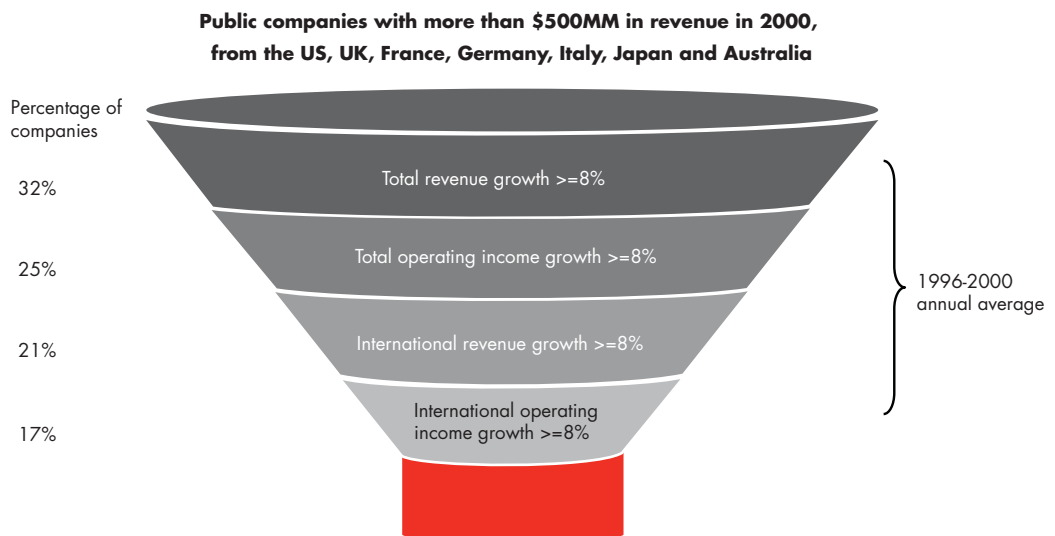 Public companies with more than $500MM in revenue in 2000,
from the US, UK, France, Germany, Italy, Japan and Australia
Percentage of
companies
32%
Total revenue growth >=8%
25%
Total operating income growth >=8%
21%
International revenue growth >=8%
17%
International operating
income growth >=8%
1996-2000
annual average